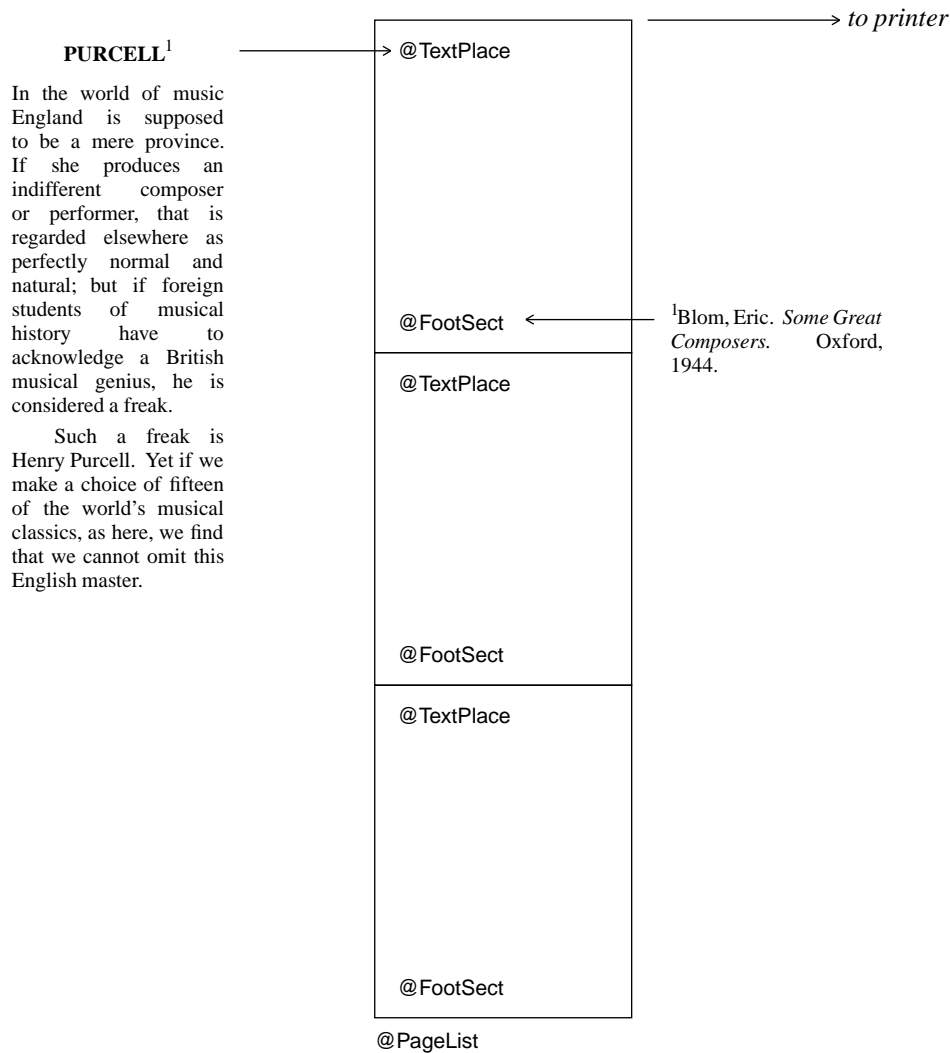 to printer
PURCELL¹
In the world of music
England is supposed
to be a mere province.
If she produces an
indifferent composer
or performer, that is
regarded elsewhere as
perfectly normal and
natural; but if foreign
students of musical
history have to
acknowledge a British
musical genius, he is
considered a freak.
Such a freak is
Henry Purcell. Yet if we
make a choice of fifteen
of the world's musical
classics, as here, we find
that we cannot omit this
English master.
@TextPlace
@FootSect
@TextPlace
@FootSect
@TextPlace
@FootSect
@PageList
¹Blom, Eric. Some Great
Composers. Oxford,
1944.